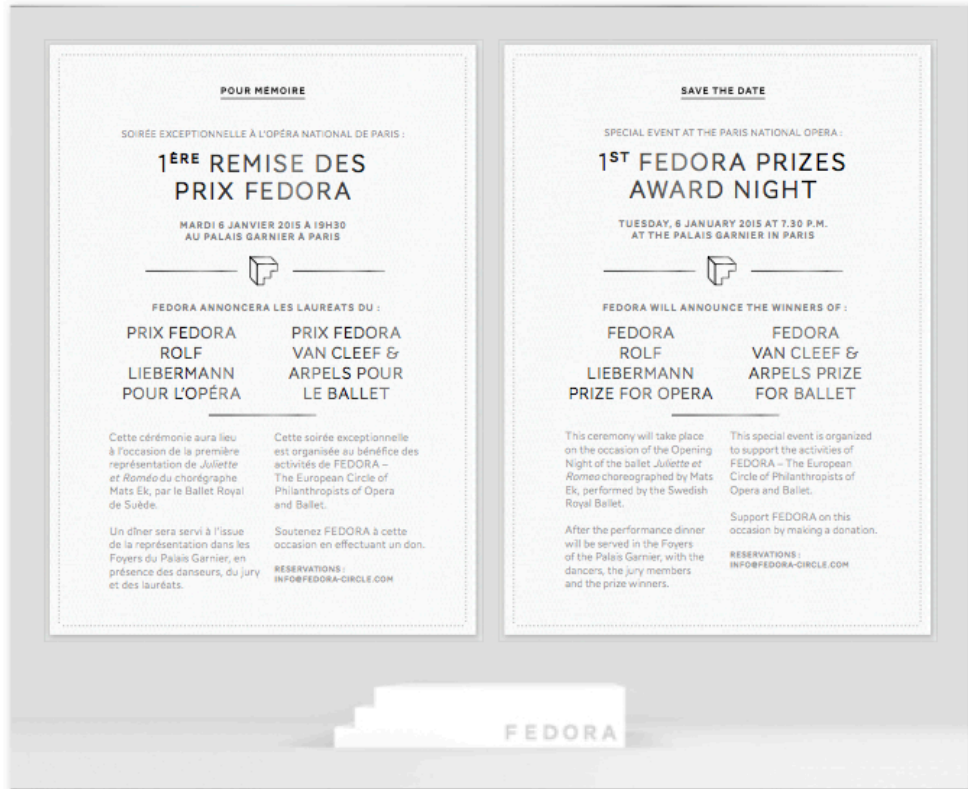 POUR MÉMOIRE
SOIRÉE EXCEPTIONNELLE À L'OPÉRA NATIONAL DE PARIS :
1ÈRE REMISE DES
PRIX FEDORA
MARDI 6 JANVIER 2015 À 19H30
AU PALAIS GARNIER À PARIS
FEDORA ANNONCERA LES LAURÉATS DU :
PRIX FEDORA
ROLF
LIEBERMANN
POUR L'OPÉRA
PRIX FEDORA
VAN CLEEF &
ARPELS POUR
LE BALLET
Cette cérémonie aura lieu
à l'occasion de la première
représentation de Juliette
et Roméo du chorégraphe
Mats Ek, par le Ballet Royal
de Suède.
Un dîner sera servi à l'issue
de la représentation dans les
Foyers du Palais Garnier, en
présence des danseurs, du jury
et des lauréats.
Cette soirée exceptionnelle
est organisée au bénéfice des
activités de FEDORA –
The European Circle of
Philanthropists of Opera
and Ballet.
Soutenez FEDORA à cette
occasion en effectuant un don.
RESERVATIONS :
INFO@FEDORA-CIRCLE.COM
SAVE THE DATE
SPECIAL EVENT AT THE PARIS NATIONAL OPERA :
1ST FEDORA PRIZES
AWARD NIGHT
TUESDAY, 6 JANUARY 2015 AT 7.30 P.M.
AT THE PALAIS GARNIER IN PARIS
FEDORA WILL ANNOUNCE THE WINNERS OF :
FEDORA
ROLF
LIEBERMANN
PRIZE FOR OPERA
FEDORA
VAN CLEEF &
ARPELS PRIZE
FOR BALLET
This ceremony will take place
on the occasion of the Opening
Night of the ballet Juliette et
Romeo choreographed by Mats
Ek, performed by the Swedish
Royal Ballet.
After the performance dinner
will be served in the Foyers
of the Palais Garnier, with the
dancers, the jury members
and the prize winners.
This special event is organized
to support the activities of
FEDORA – The European
Circle of Philanthropists of
Opera and Ballet.
Support FEDORA on this
occasion by making a donation.
RESERVATIONS :
INFO@FEDORA-CIRCLE.COM
FEDORA